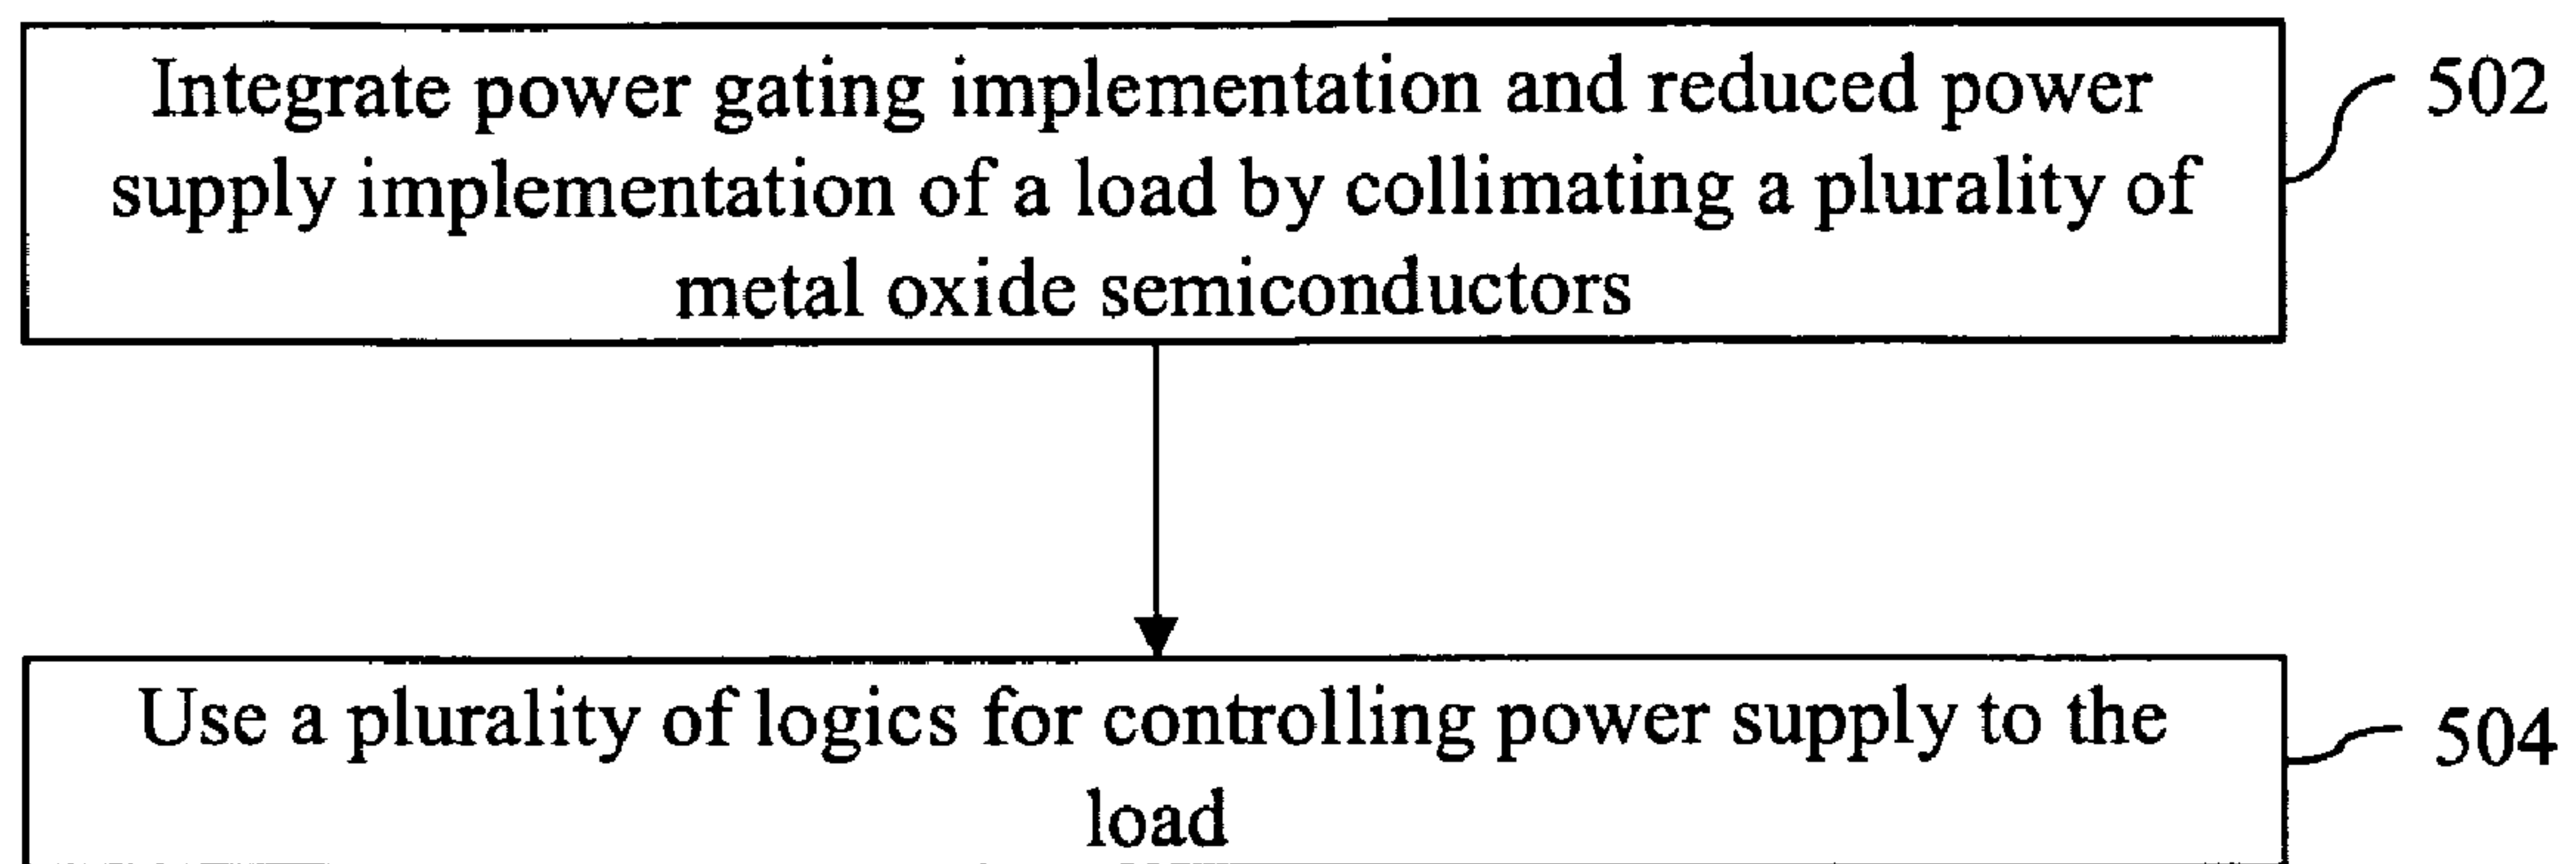 Integrate power gating implementation and reduced power
502
supply implementation of a load by collimating a plurality of
metal oxide semiconductors
Use a plurality of logics for controlling power supply to the
504
load